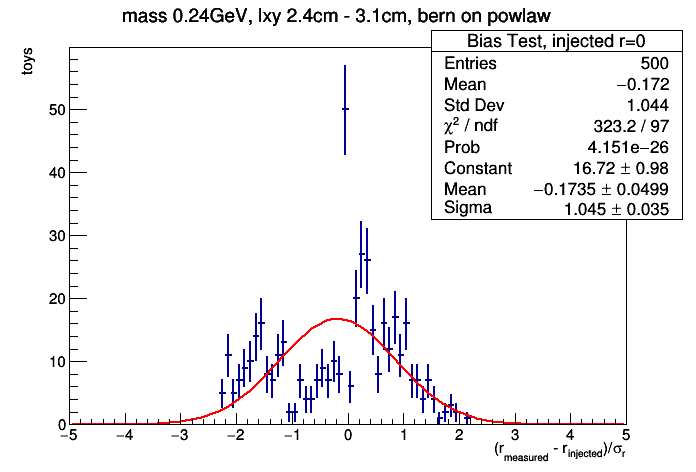 mass 0.24GeV, lxy 2.4cm - 3.1cm, bern on powlaw
Bias Test, injected r=0
Entries 500
Mean −0.172
Std Dev 1.044
χ² / ndf 323.2 / 97
Prob 4.151e−26
Constant 16.72 ± 0.98
Mean −0.1735 ± 0.0499
Sigma 1.045 ± 0.035
toys
50
40
30
20
10
0
−5 −4 −3 −2 −1 0 1 2 3 4 5
(r_measured - r_injected)/σ_r